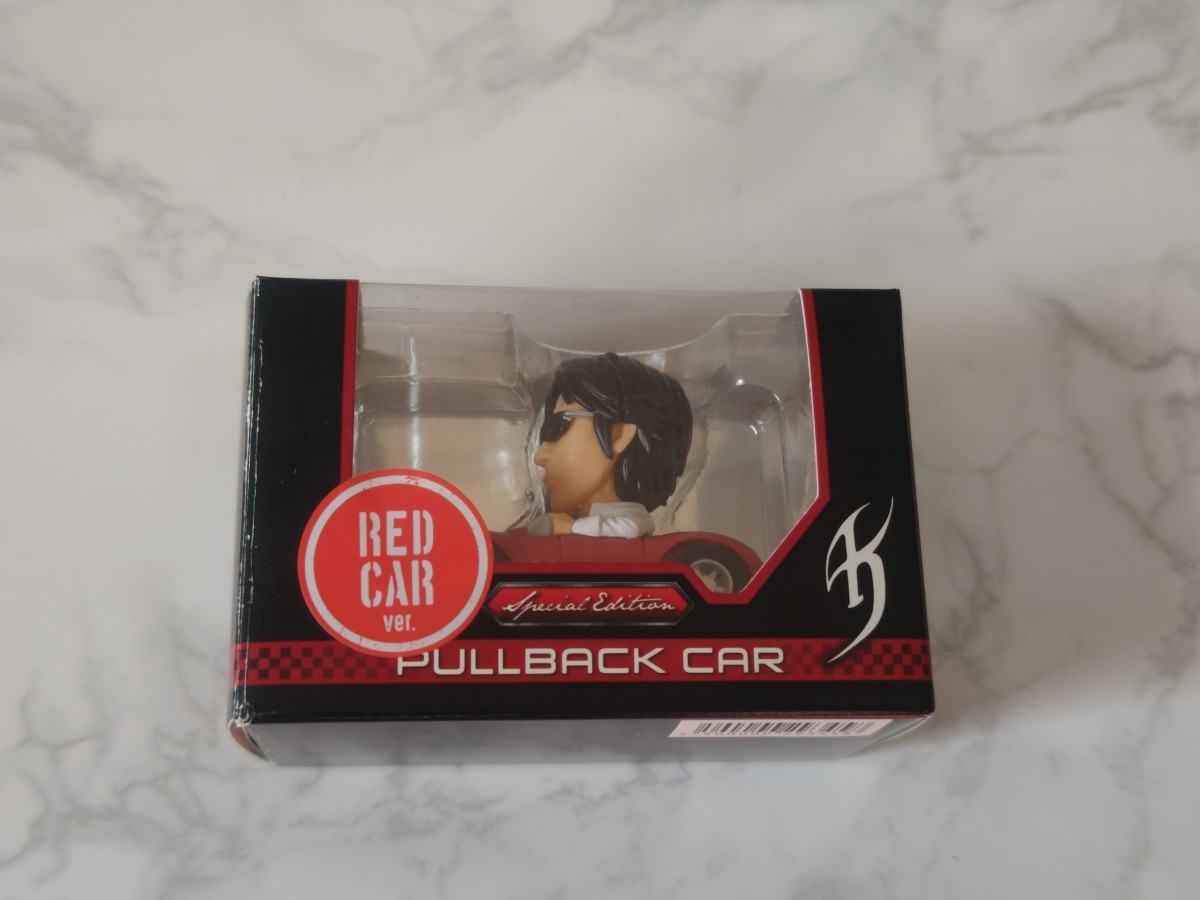 RED
CAR
ver.
Special Edition
PULLBACK CAR